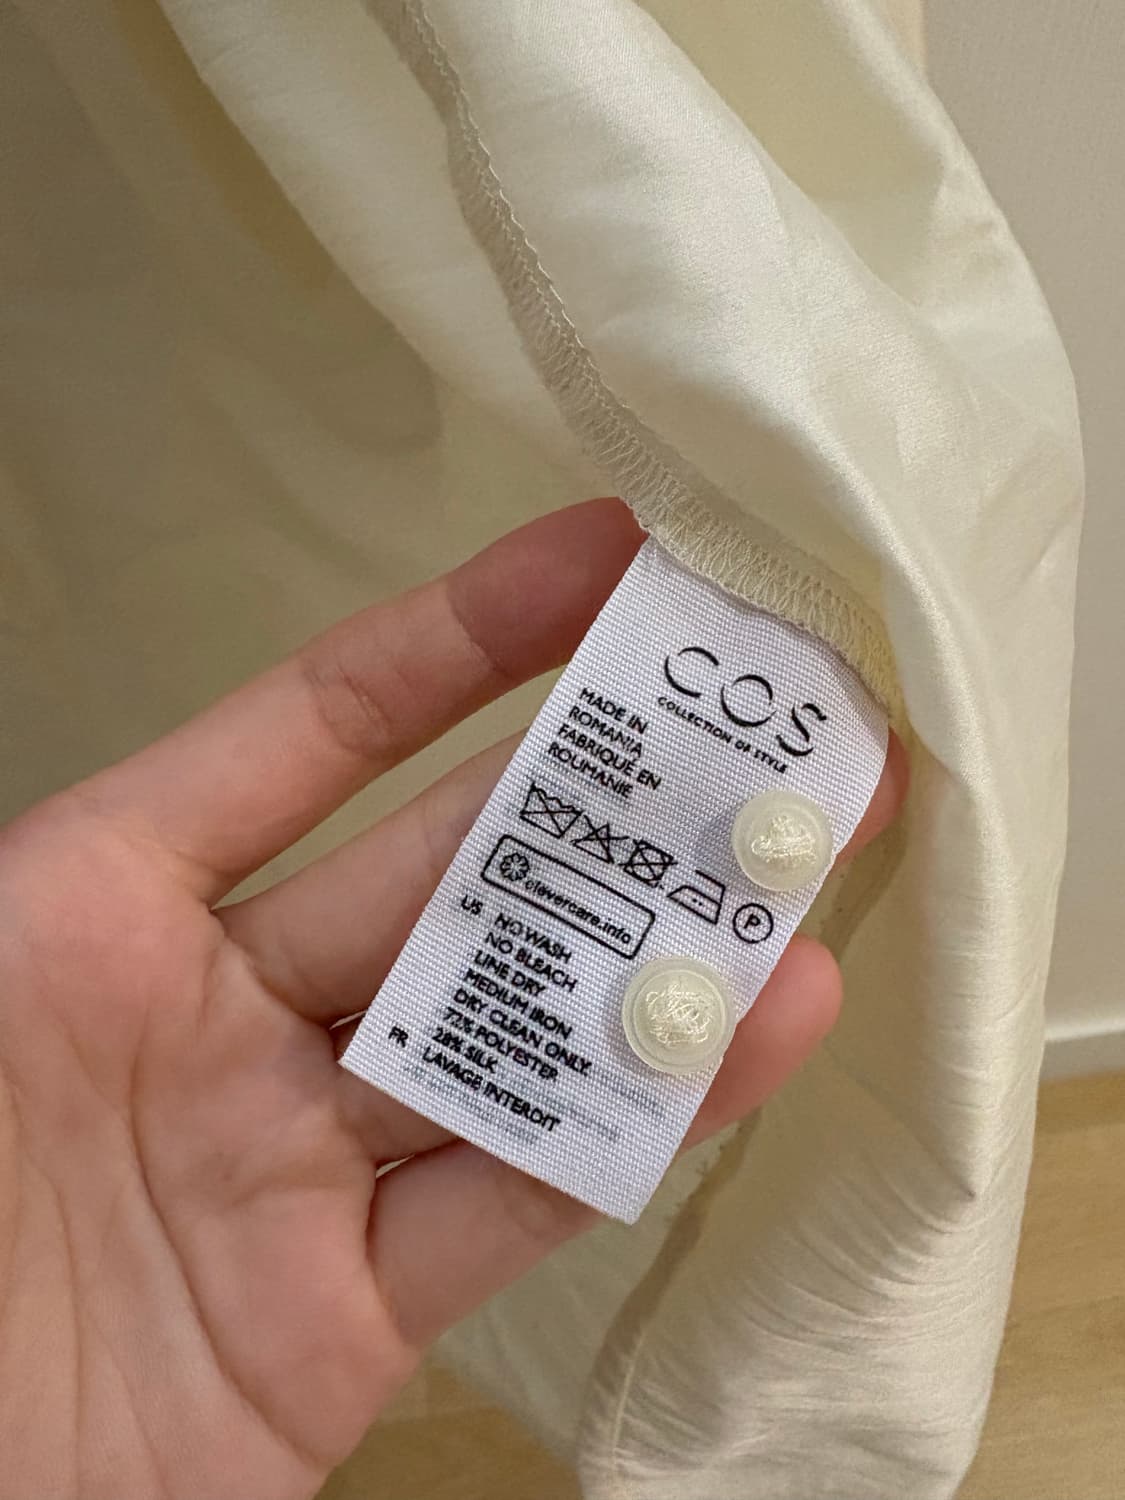 COS
COLLECTION OF STYLE
MADE IN
ROMANIA
FABRIQUÉ EN
ROUMANIE
P
clevercare.info
US NO WASH
NO BLEACH
LINE DRY
MEDIUM IRON
DRY CLEAN ONLY.
72% POLYESTER
28% SILK
FR LAVAGE INTERDIT